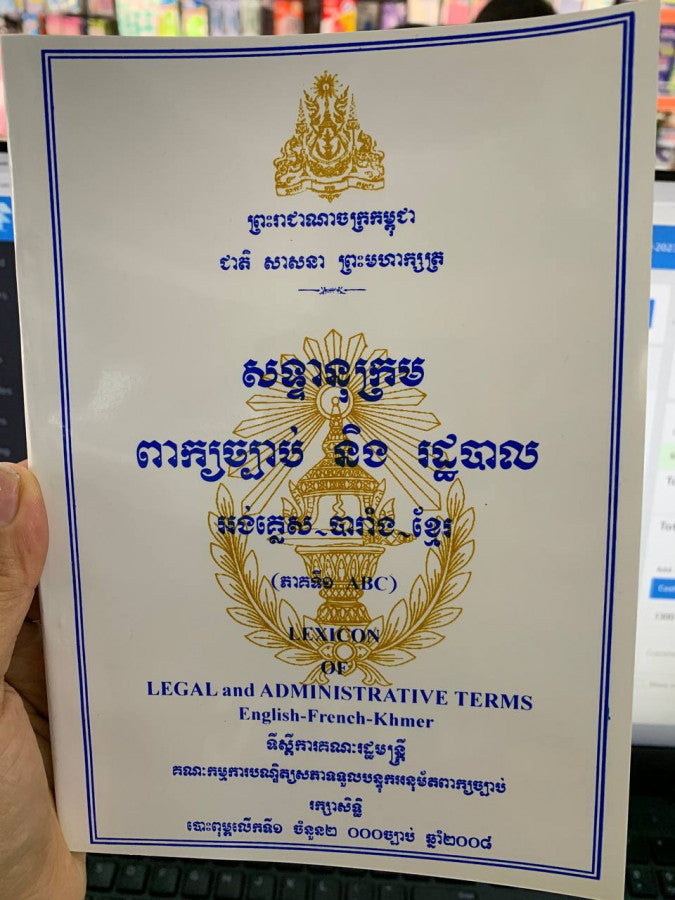 ព្រះរាជាណាចក្រកម្ពុជា
ជាតិ សាសនា ព្រះមហាក្សត្រ
សទ្ទានុក្រម
ពាក្យច្បាប់ និង រដ្ឋបាល
អង់គ្លេស~បារាំង~ខ្មែរ
(ភាគទី១ ABC)
LEXICON
OF
LEGAL and ADMINISTRATIVE TERMS
English-French-Khmer
ទីស្តីការគណៈរដ្ឋមន្ត្រី
គណៈកម្មការបណ្ឌិត្យសភាទទួលបន្ទុកអនុម័តពាក្យច្បាប់
រក្សាសិទ្ធិ
បោះពុម្ពលើកទី១ ចំនួន២ ០០០ច្បាប់ ឆ្នាំ២០០៨